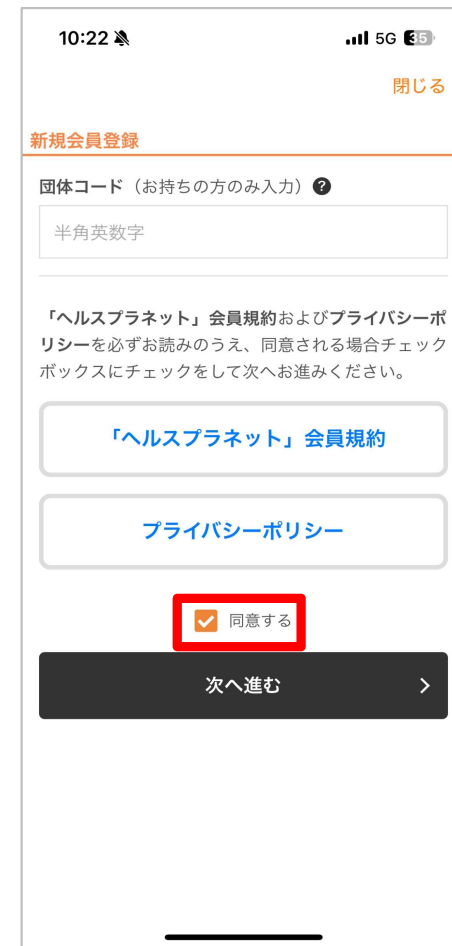 10:22 5G 35
閉じる
新規会員登録
団体コード（お持ちの方のみ入力）?
半角英数字
「ヘルスプラネット」会員規約およびプライバシーポ
リシーを必ずお読みのうえ、同意される場合チェック
ボックスにチェックをして次へお進みください。
「ヘルスプラネット」会員規約
プライバシーポリシー
同意する
次へ進む